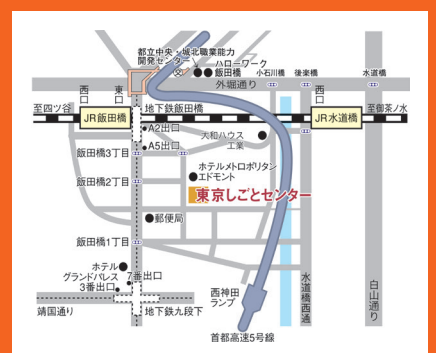 都立中央・城北職業能力
開発センター
ハローワーク
飯田橋
小石川橋
後楽橋
水道橋
外堀通り
西口
東口
西口
至四ツ谷
JR飯田橋
地下鉄飯田橋
JR水道橋
至御茶ノ水
A2出口
大和ハウス
工業
A5出口
飯田橋3丁目
ホテルメトロポリタン
エドモント
飯田橋2丁目
東京しごとセンター
郵便局
飯田橋1丁目
ホテル
グランドパレス
7番出口
3番出口
西神田
ランプ
水道橋西通り
白山通り
靖国通り
地下鉄九段下
首都高速5号線